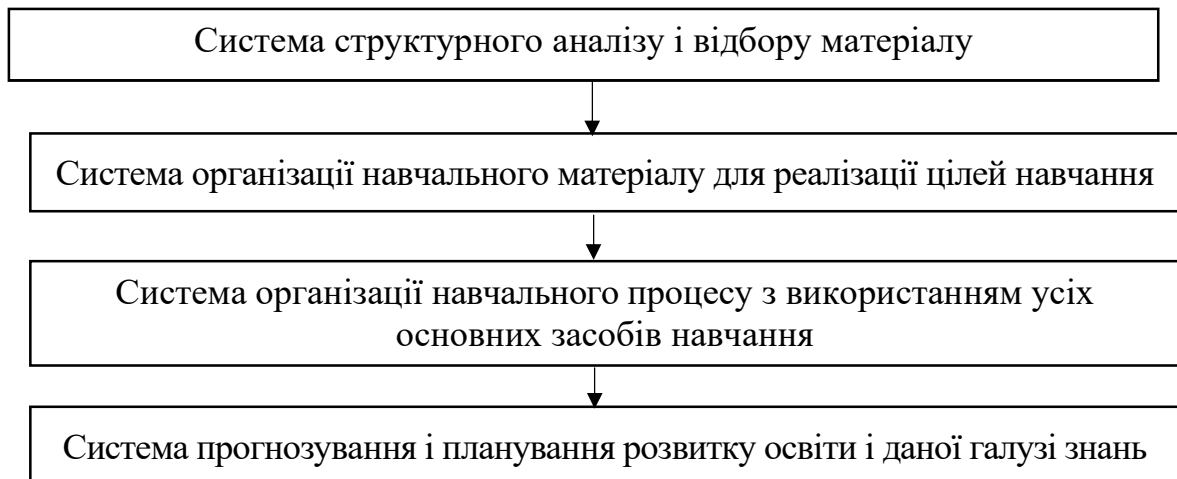 Система структурного аналізу і відбору матеріалу
Система організації навчального матеріалу для реалізації цілей навчання
Система організації навчального процесу з використанням усіх
основних засобів навчання
Система прогнозування і планування розвитку освіти і даної галузі знань